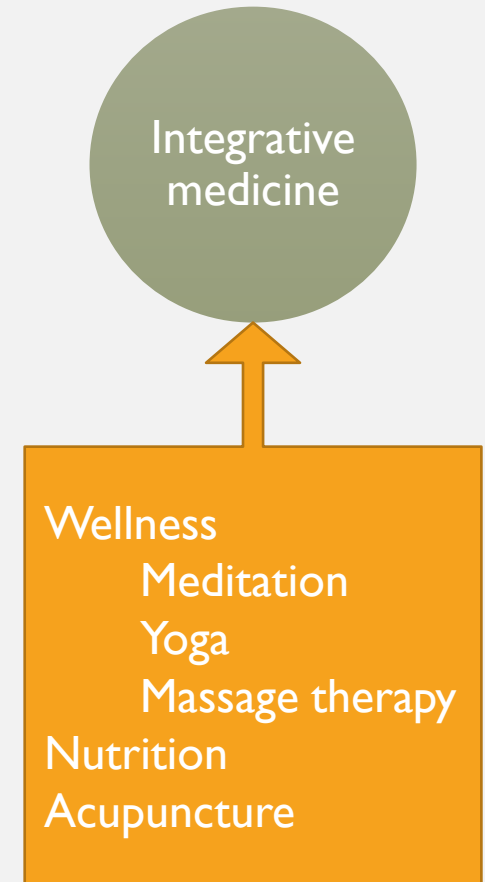 Integrative
medicine
Wellness
Meditation
Yoga
Massage therapy
Nutrition
Acupuncture